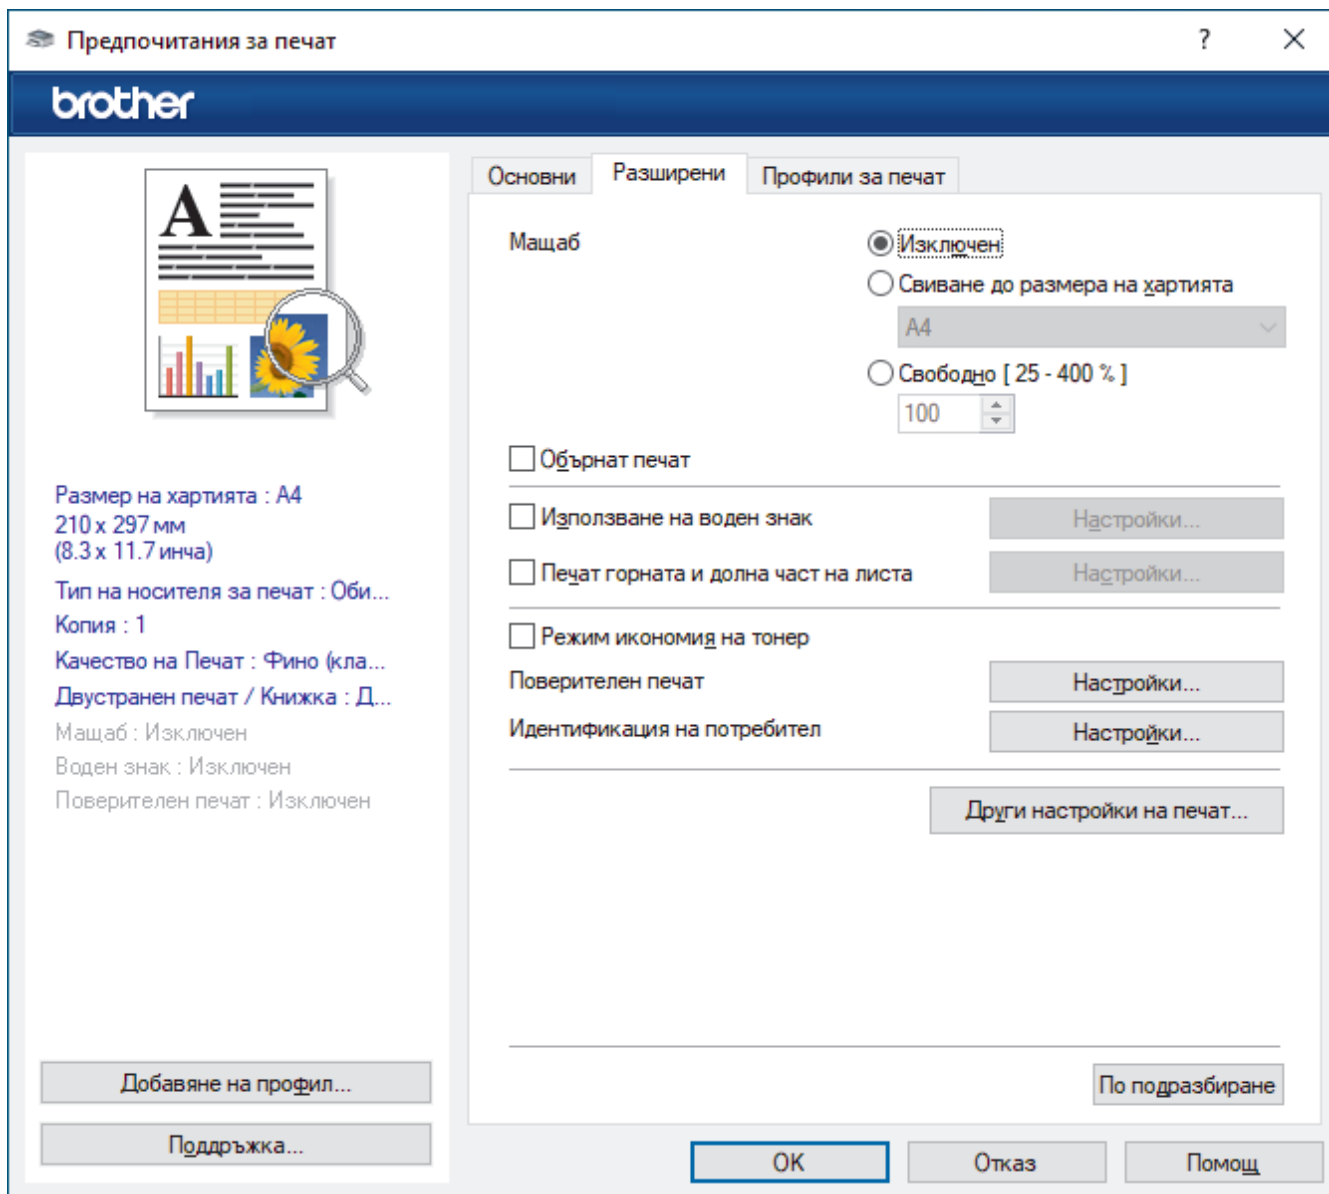 Предпочитания за печат
brother
A
Размер на хартията : A4
210 x 297 мм
(8.3 x 11.7 инча)
Тип на носителя за печат : Оби...
Копия : 1
Качество на Печат : Фино (кла...
Двустранен печат / Книжка : Д...
Мащаб : Изключен
Воден знак : Изключен
Поверителен печат : Изключен
Добавяне на профил...
Поддръжка...
Основни Разширени Профили за печат
Мащаб
Изключен
Свиване до размера на хартията
A4
Свободно [ 25 - 400 % ]
100
Обърнат печат
Използване на воден знак Настройки...
Печат горната и долна част на листа Настройки...
Режим икономия на тонер
Поверителен печат Настройки...
Идентификация на потребител Настройки...
Други настройки на печат...
По подразбиране
OK Отказ Помощ